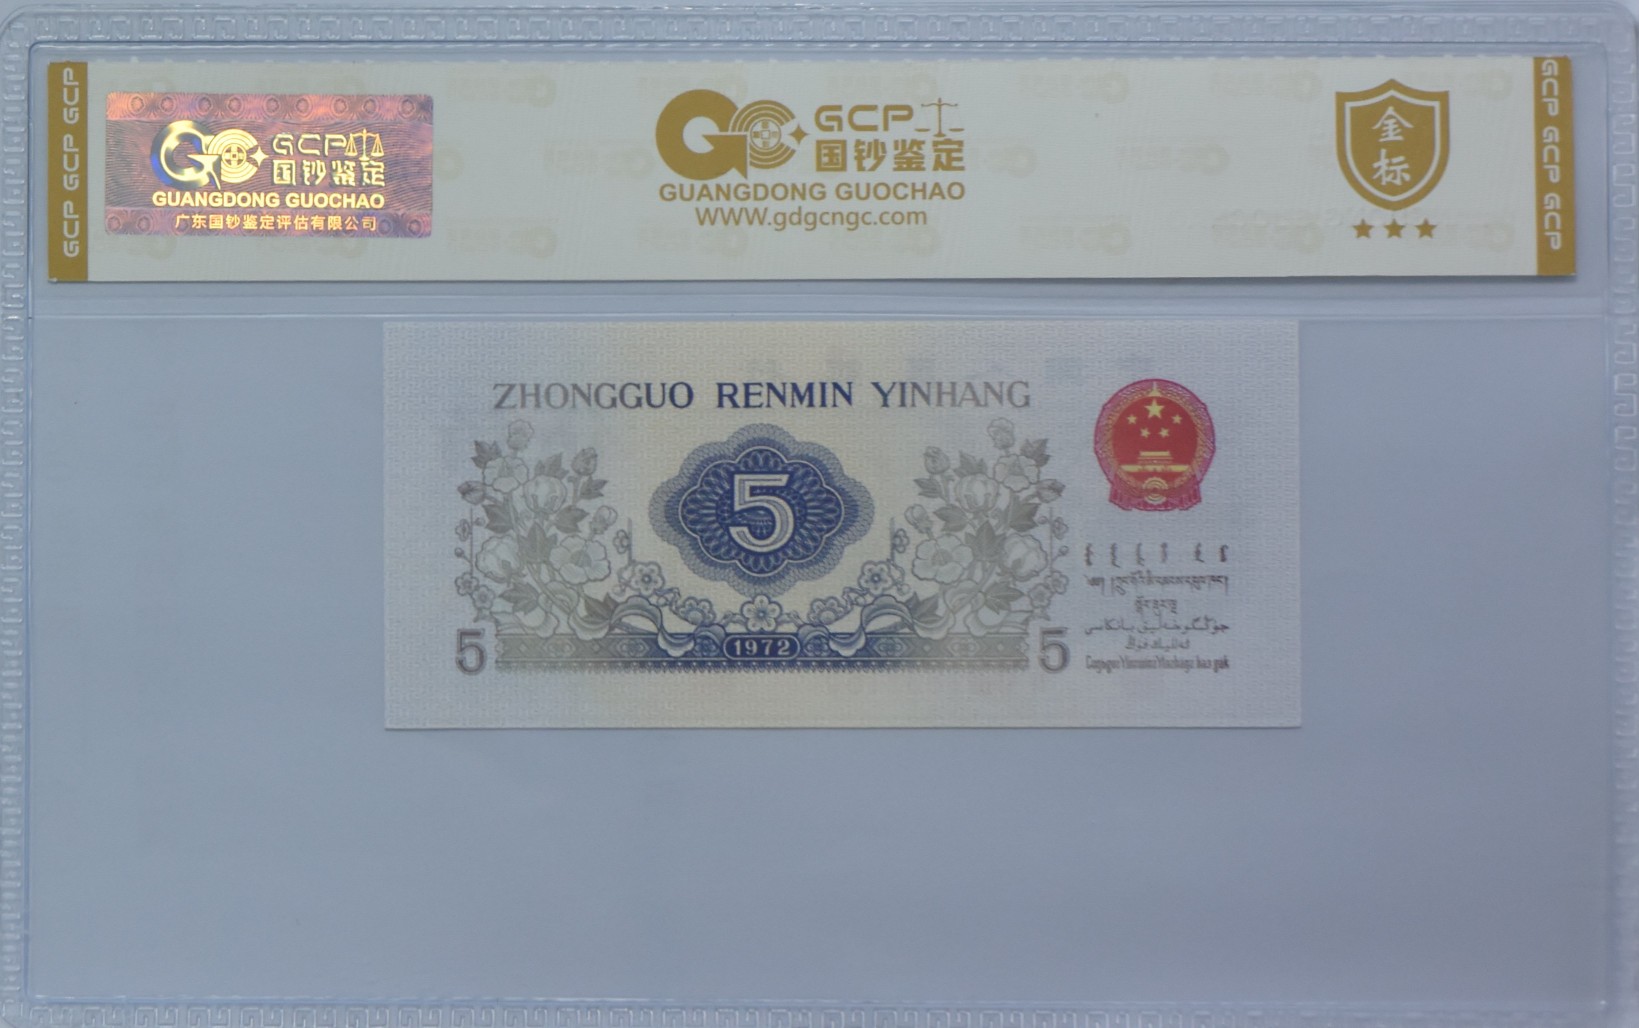 GCP GCP GCP
GCP
国钞鉴定
GUANGDONG GUOCHAO
广东国钞鉴定评估有限公司
GCP
国钞鉴定
GUANGDONG GUOCHAO
WWW.gdgcngc.com
金标
GCP GCP GCP
ZHONGGUO RENMIN YINHANG
5
5
1972
5